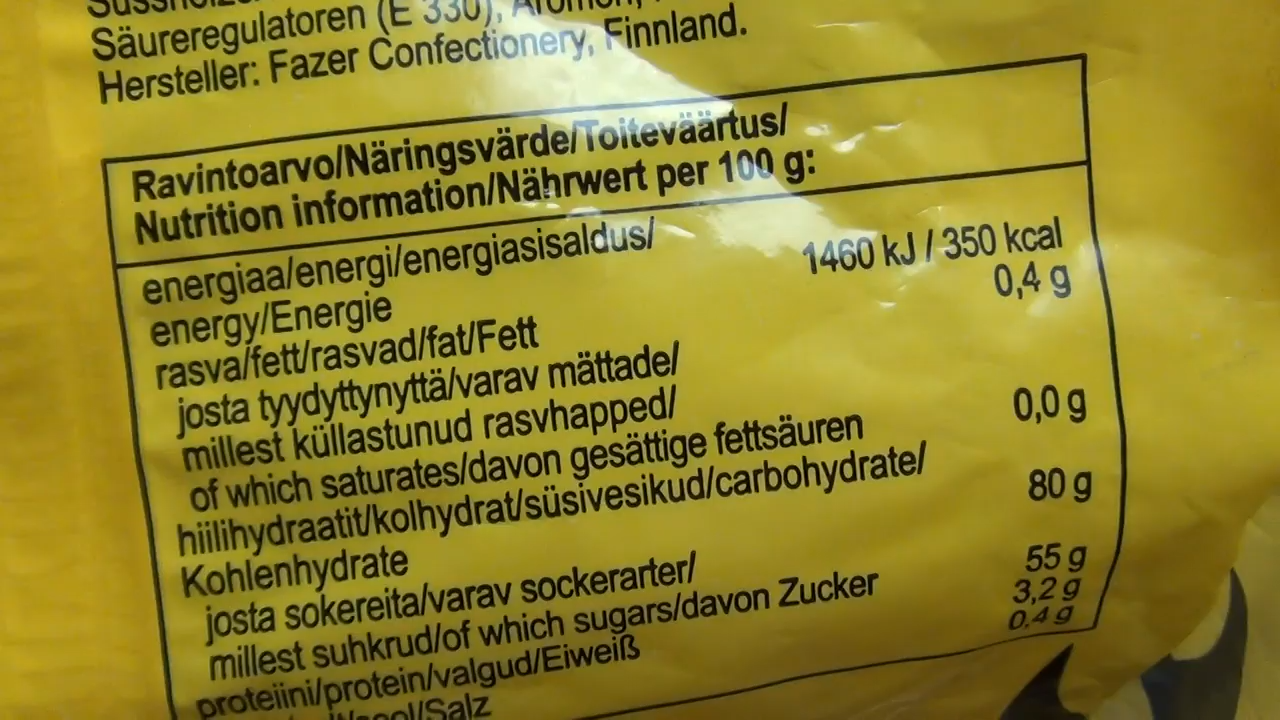 Säureregulatoren (E 330),
Hersteller: Fazer Confectionery, Finnland.
Ravintoarvo/Näringsvärde/Toiteväärtus/
Nutrition information/Nährwert per 100 g:
energiaa/energi/energiasisaldus/
energy/Energie 1460 kJ / 350 kcal
rasva/fett/rasvad/fat/Fett 0,4 g
josta tyydyttynyttä/varav mättade/
millest küllastunud rasvhapped/
of which saturates/davon gesättige fettsäuren 0,0 g
hiilihydraatit/kolhydrat/süsivesikud/carbohydrate/
Kohlenhydrate 80 g
josta sokereita/varav sockerarter/
millest suhkrud/of which sugars/davon Zucker 55 g
proteiini/protein/valgud/Eiweiß 3,2 g
/Salz 0,4 g